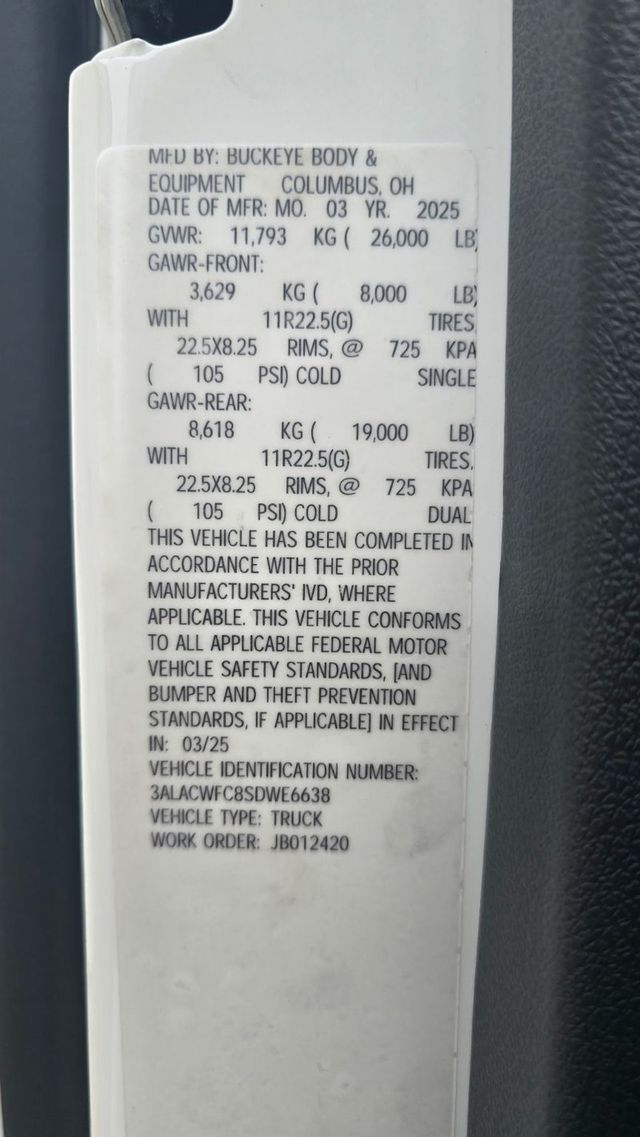 MFD BY: BUCKEYE BODY &
EQUIPMENT COLUMBUS, OH
DATE OF MFR: MO. 03 YR. 2025
GVWR: 11,793 KG ( 26,000 LB)
GAWR-FRONT:
3,629 KG ( 8,000 LB)
WITH 11R22.5(G) TIRES,
22.5X8.25 RIMS, @ 725 KPA
( 105 PSI) COLD SINGLE
GAWR-REAR:
8,618 KG ( 19,000 LB)
WITH 11R22.5(G) TIRES,
22.5X8.25 RIMS, @ 725 KPA
( 105 PSI) COLD DUAL
THIS VEHICLE HAS BEEN COMPLETED IN
ACCORDANCE WITH THE PRIOR
MANUFACTURERS' IVD, WHERE
APPLICABLE. THIS VEHICLE CONFORMS
TO ALL APPLICABLE FEDERAL MOTOR
VEHICLE SAFETY STANDARDS, [AND
BUMPER AND THEFT PREVENTION
STANDARDS, IF APPLICABLE] IN EFFECT
IN: 03/25
VEHICLE IDENTIFICATION NUMBER:
3ALACWFC8SDWE6638
VEHICLE TYPE: TRUCK
WORK ORDER: JB012420